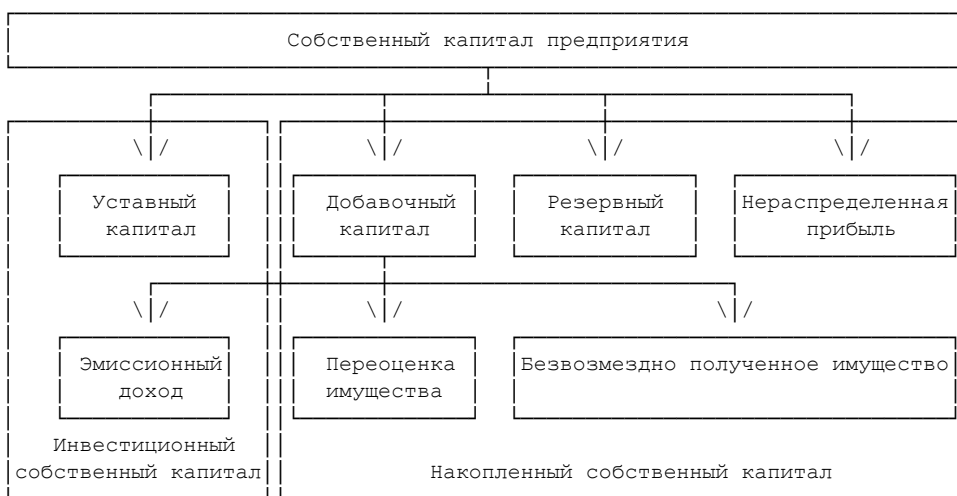 Собственный капитал предприятия
Уставный капитал
Добавочный капитал
Резервный капитал
Нераспределенная прибыль
Эмиссионный доход
Переоценка имущества
Безвозмездно полученное имущество
Инвестиционный
собственный капитал
Накопленный собственный капитал